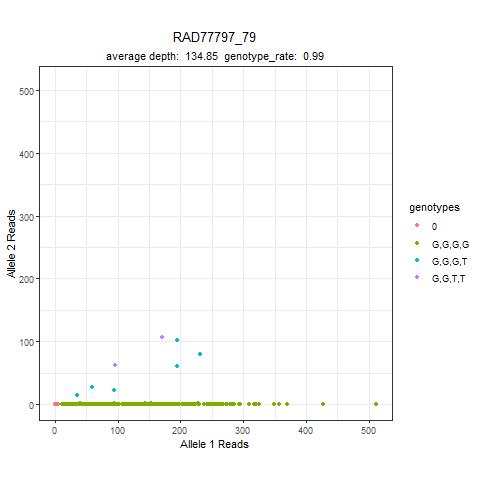 RAD77797_79
average depth:  134.85  genotype_rate:  0.99
500
400
300
200
100
0
Allele 2 Reads
0 100 200 300 400 500
Allele 1 Reads
genotypes
0
G,G,G,G
G,G,G,T
G,G,T,T